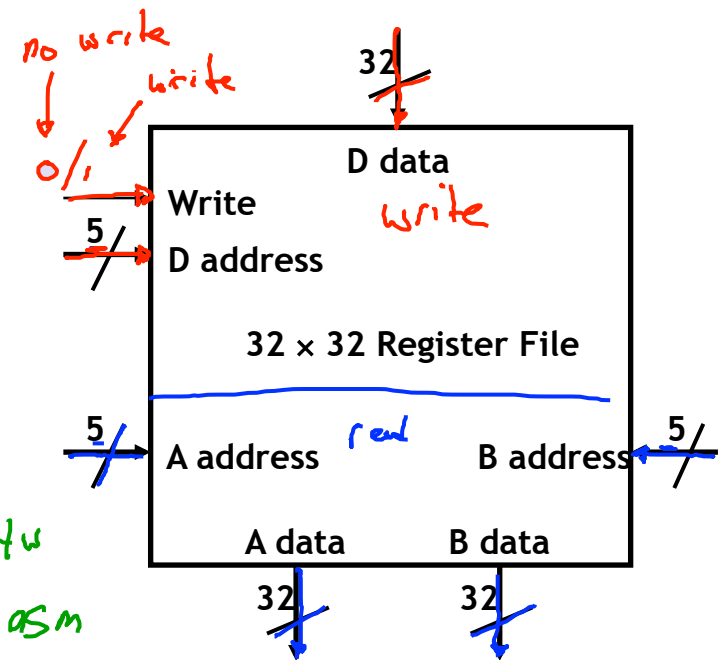 no write
write
0/1
32
D data
write
Write
5
D address
32 × 32 Register File
read
5
A address
B address
5
A data
B data
32
32
asm